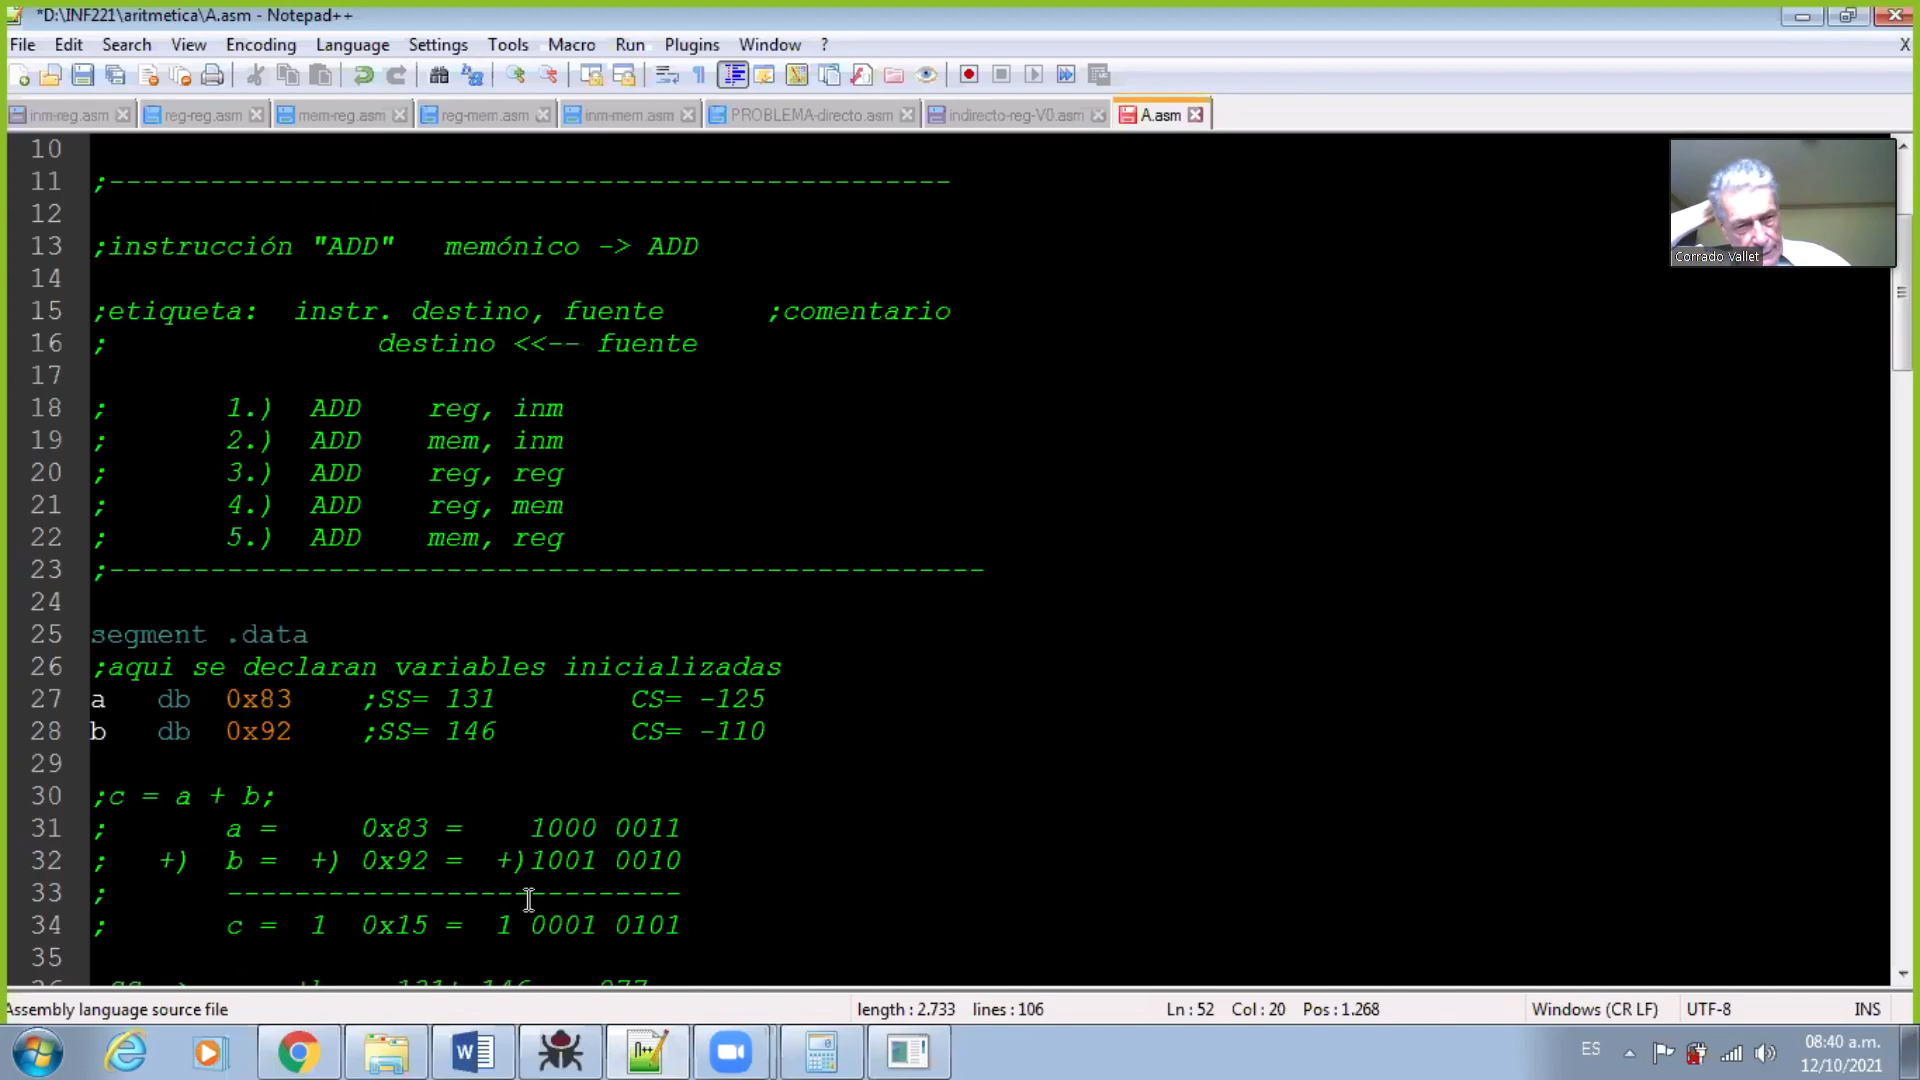 *D:\INF221\aritmetica\A.asm - Notepad++
File Edit Search View Encoding Language Settings Tools Macro Run Plugins Window ? X
inm-reg.asm reg-reg.asm mem-reg.asm reg-mem.asm inm-mem.asm PROBLEMA-directo.asm indirecto-reg-V0.asm A.asm
10
11 ;--------------------------------------------------
12
13 ;instrucción "ADD" memónico -> ADD
14
15 ;etiqueta: instr. destino, fuente ;comentario
16 ; destino <<-- fuente
17
18 ; 1.) ADD reg, inm
19 ; 2.) ADD mem, inm
20 ; 3.) ADD reg, reg
21 ; 4.) ADD reg, mem
22 ; 5.) ADD mem, reg
23 ;----------------------------------------------------
24
25 segment .data
26 ;aqui se declaran variables inicializadas
27 a db 0x83 ;SS= 131 CS= -125
28 b db 0x92 ;SS= 146 CS= -110
29
30 ;c = a + b;
31 ; a = 0x83 = 1000 0011
32 ; +) b = +) 0x92 = +)1001 0010
33 ; ---------------------------
34 ; c = 1 0x15 = 1 0001 0101
35
Corrado Vallet
Assembly language source file length : 2.733 lines : 106 Ln : 52 Col : 20 Pos : 1.268 Windows (CR LF) UTF-8 INS
ES 08:40 a.m.
12/10/2021